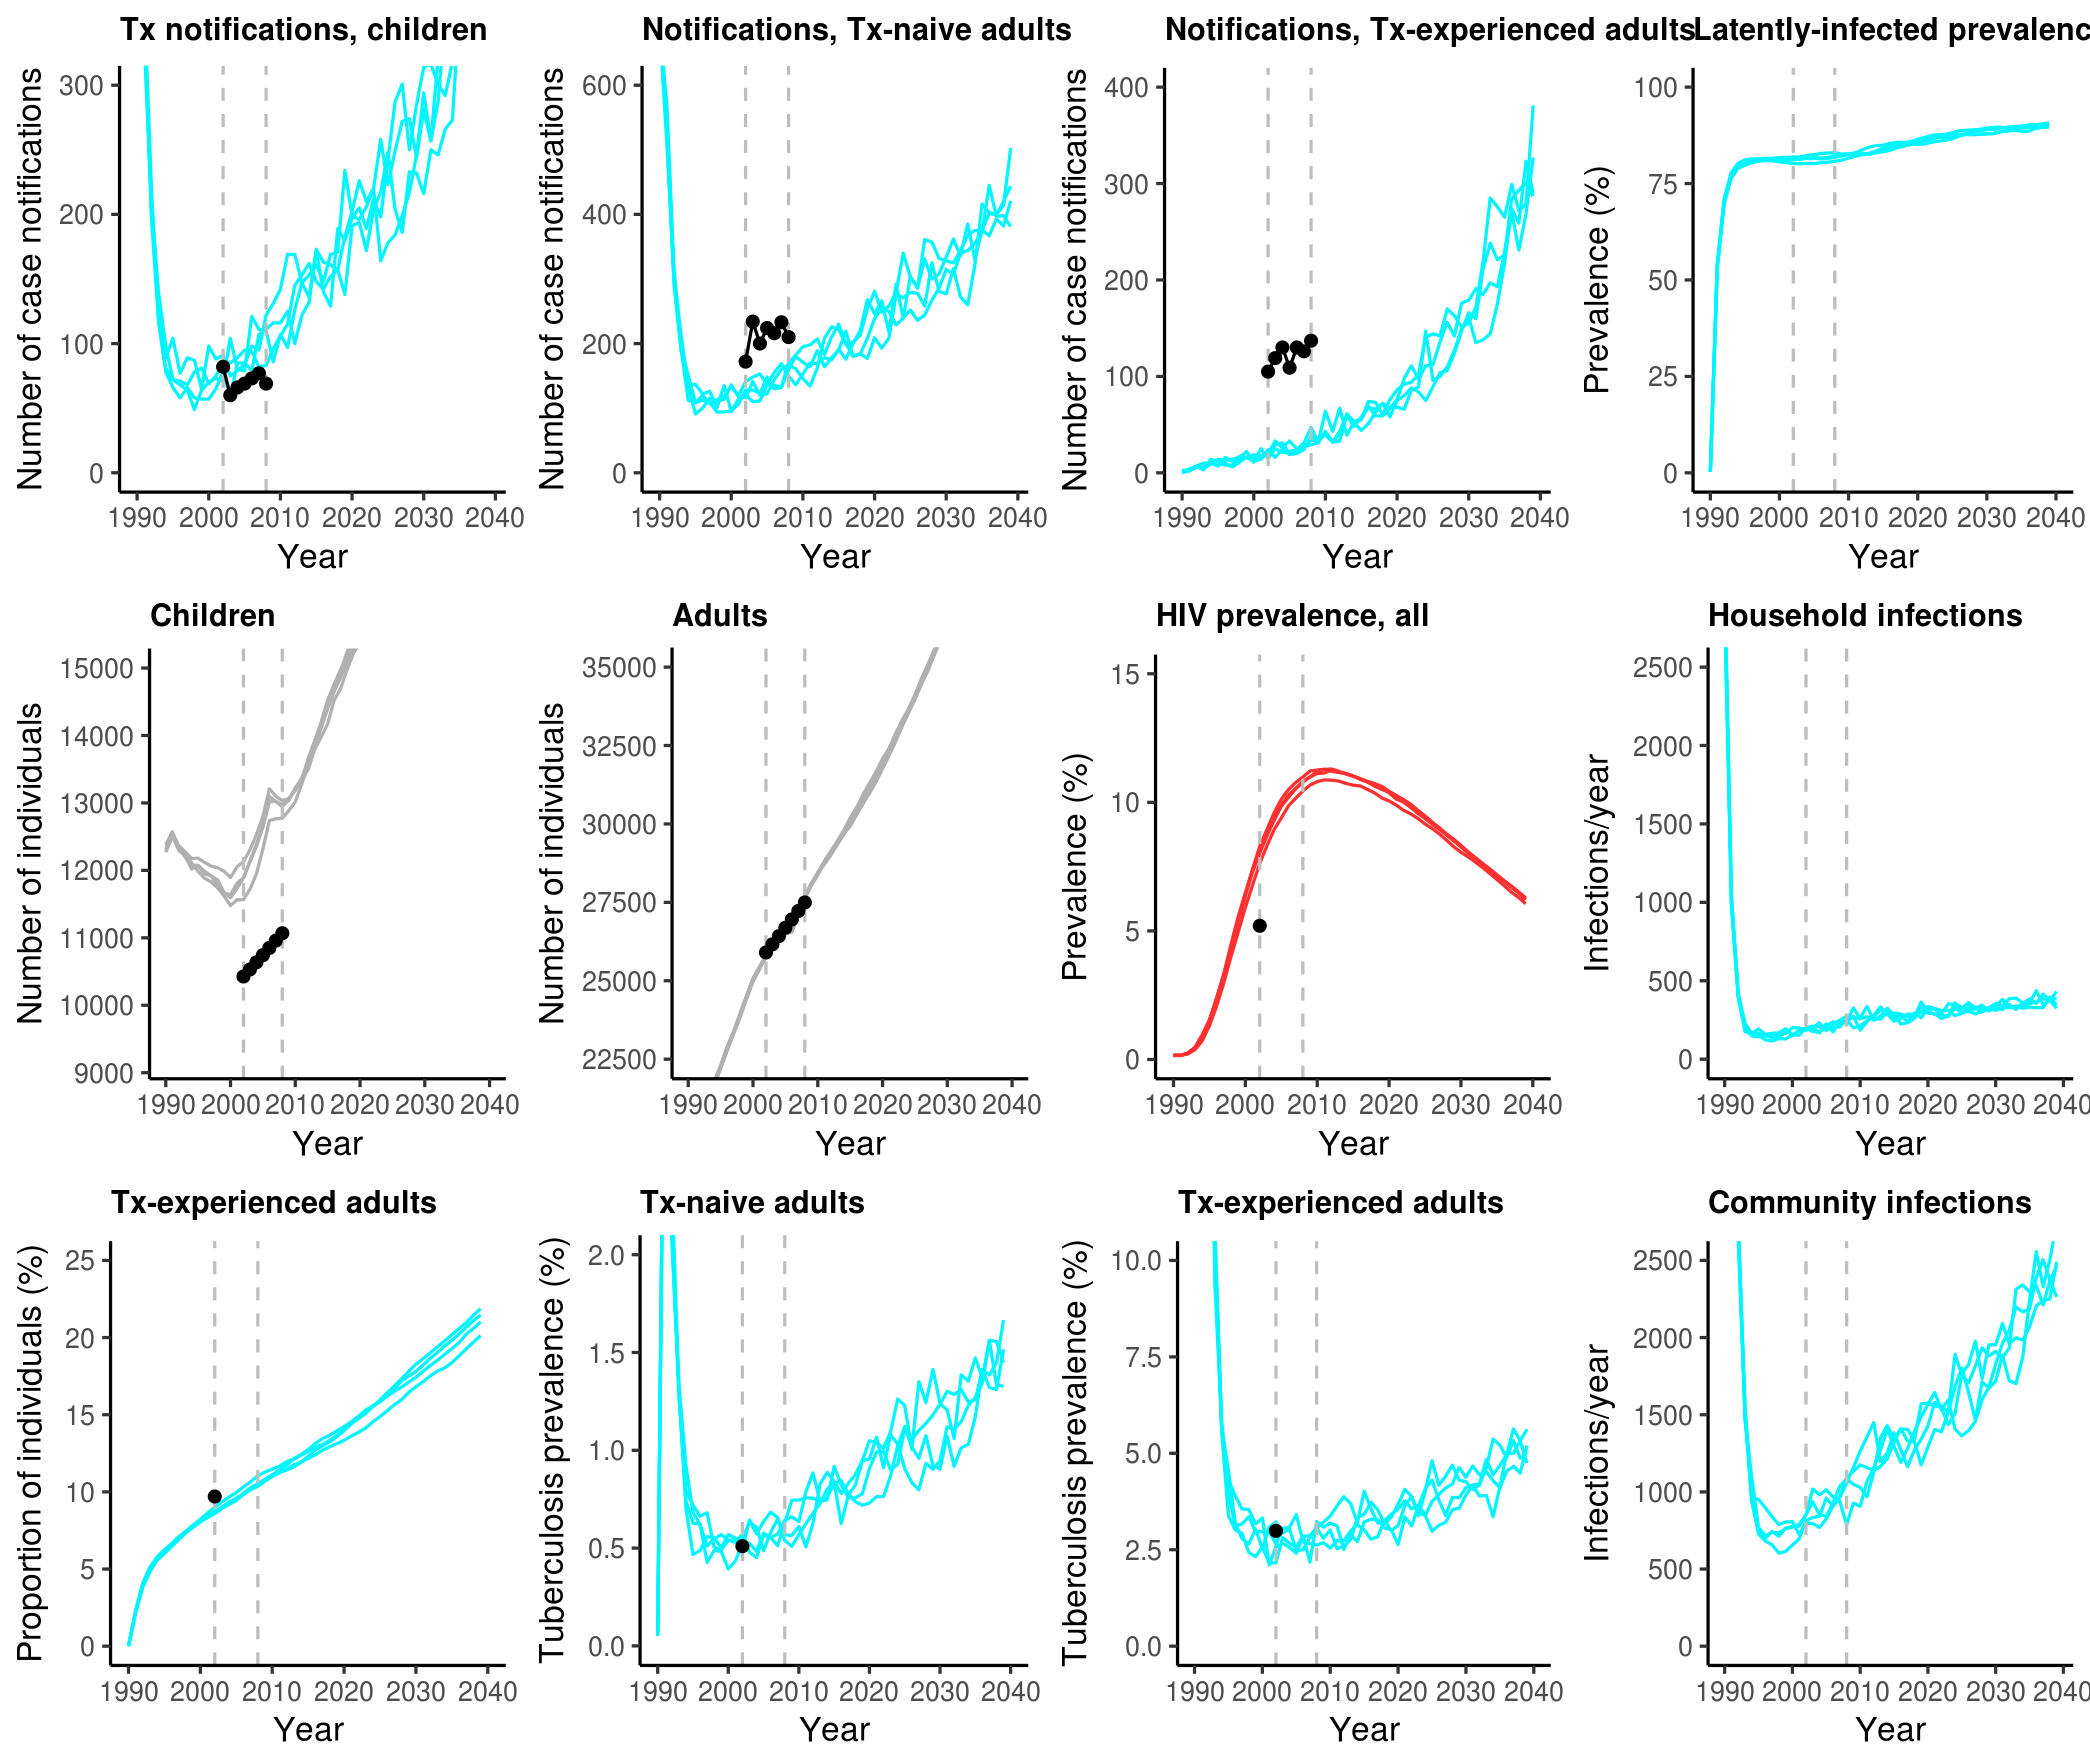 Tx notifications, children
Number of case notifications
300
200
100
0
1990 2000 2010 2020 2030 2040
Year
Notifications, Tx-naive adults
Number of case notifications
600
400
200
0
1990 2000 2010 2020 2030 2040
Year
Notifications, Tx-experienced adults
Number of case notifications
400
300
200
100
0
1990 2000 2010 2020 2030 2040
Year
Latently-infected prevalenc
Prevalence (%)
100
75
50
25
0
1990 2000 2010 2020 2030 2040
Year
Children
Number of individuals
15000
14000
13000
12000
11000
10000
9000
1990 2000 2010 2020 2030 2040
Year
Adults
Number of individuals
35000
32500
30000
27500
25000
22500
1990 2000 2010 2020 2030 2040
Year
HIV prevalence, all
Prevalence (%)
15
10
5
0
1990 2000 2010 2020 2030 2040
Year
Household infections
Infections/year
2500
2000
1500
1000
500
0
1990 2000 2010 2020 2030 2040
Year
Tx-experienced adults
Proportion of individuals (%)
25
20
15
10
5
0
1990 2000 2010 2020 2030 2040
Year
Tx-naive adults
Tuberculosis prevalence (%)
2.0
1.5
1.0
0.5
0.0
1990 2000 2010 2020 2030 2040
Year
Tx-experienced adults
Tuberculosis prevalence (%)
10.0
7.5
5.0
2.5
0.0
1990 2000 2010 2020 2030 2040
Year
Community infections
Infections/year
2500
2000
1500
1000
500
0
1990 2000 2010 2020 2030 2040
Year